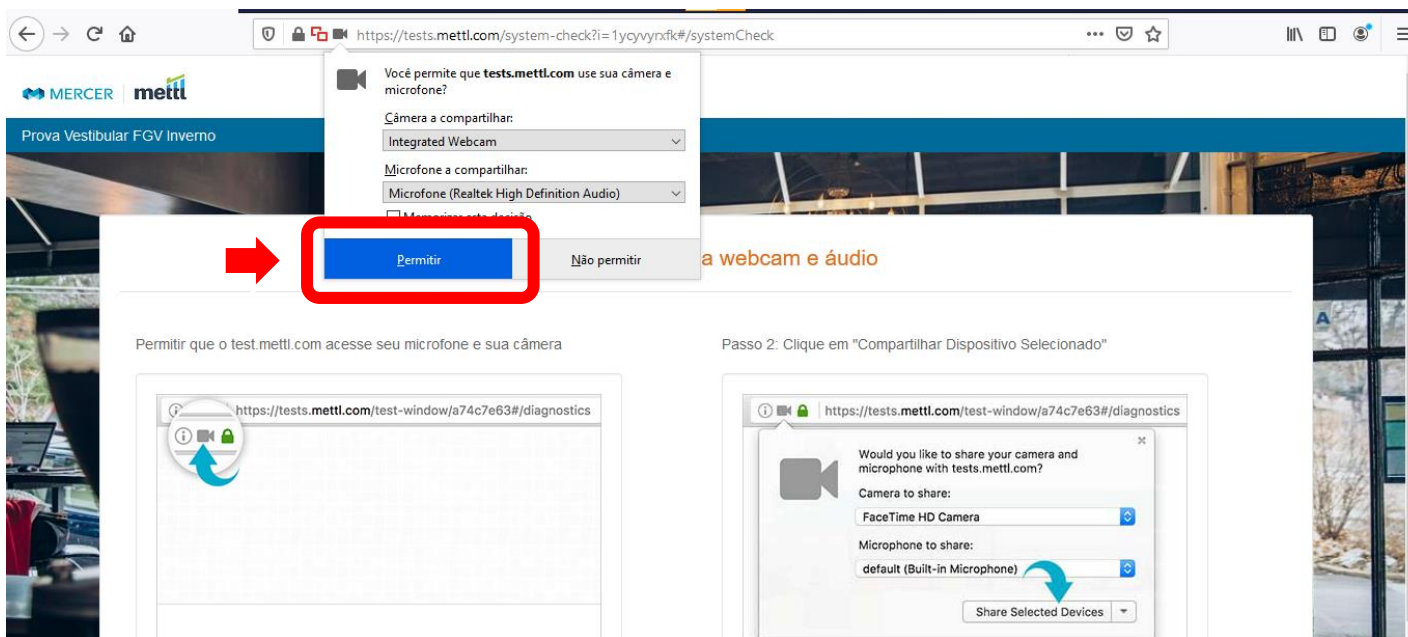 https://tests.mettl.com/system-check?i=1ycyvyrxfk#/systemCheck
MERCER mettl
Prova Vestibular FGV Inverno
Você permite que tests.mettl.com use sua câmera e
microfone?
Câmera a compartilhar:
Integrated Webcam
Microfone a compartilhar:
Microfone (Realtek High Definition Audio)
Memorizar esta decisão
Permitir
Não permitir
a webcam e áudio
Permitir que o test.mettl.com acesse seu microfone e sua câmera
https://tests.mettl.com/test-window/a74c7e63#/diagnostics
Passo 2: Clique em "Compartilhar Dispositivo Selecionado"
https://tests.mettl.com/test-window/a74c7e63#/diagnostics
Would you like to share your camera and
microphone with tests.mettl.com?
Camera to share:
FaceTime HD Camera
Microphone to share:
default (Built-in Microphone)
Share Selected Devices
A